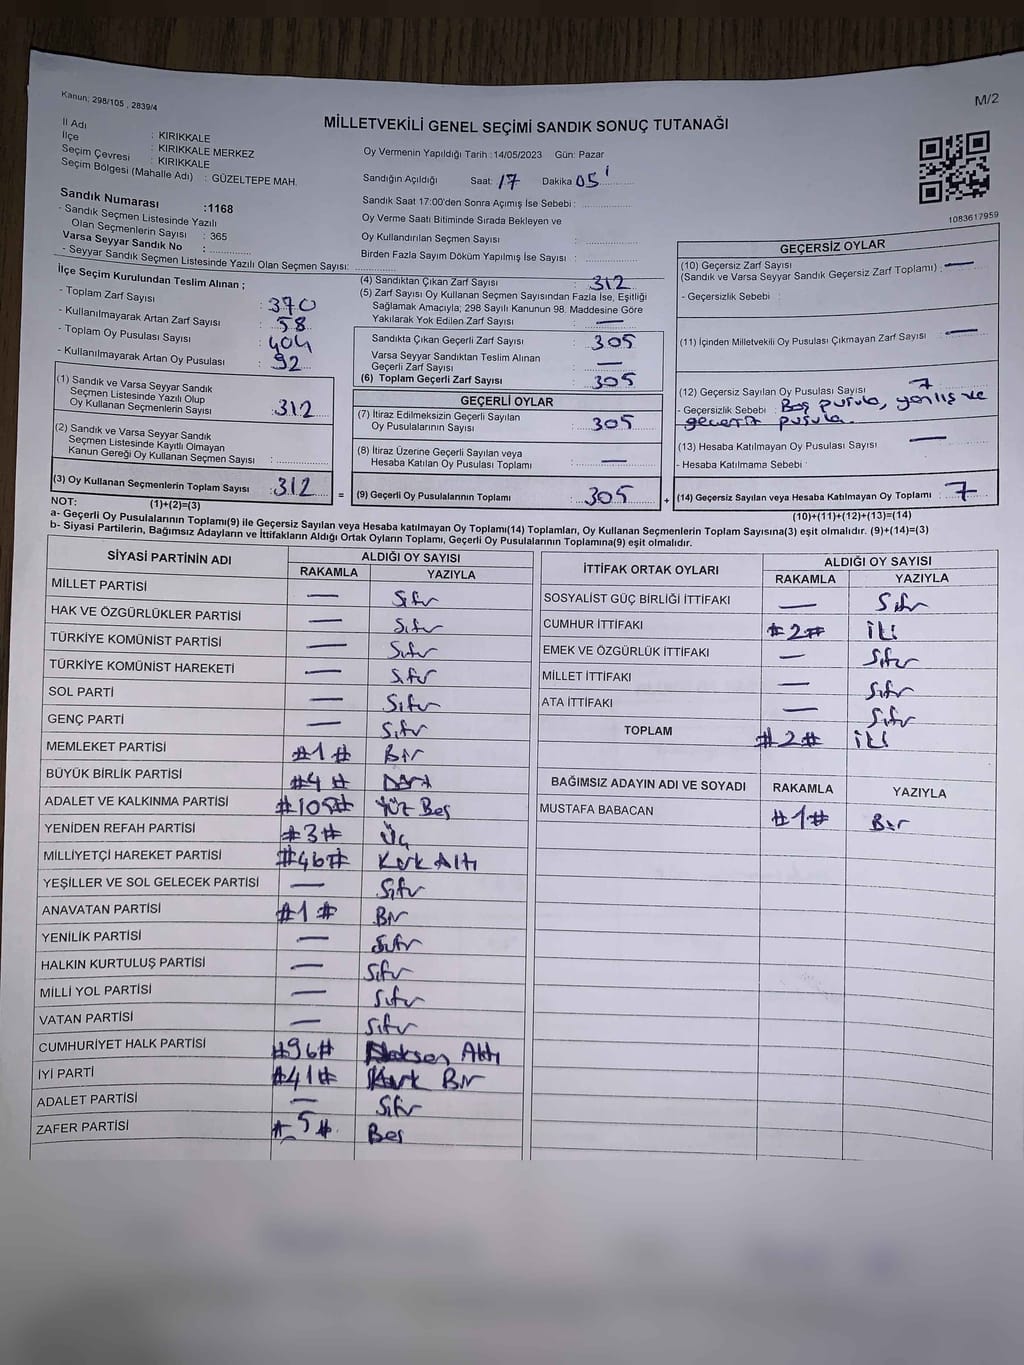 Kanun; 298/105 , 2839/4
M/2
MİLLETVEKİLİ GENEL SEÇİMİ SANDIK SONUÇ TUTANAĞI
İl Adı : KIRIKKALE
İlçe : KIRIKKALE MERKEZ
Seçim Çevresi : KIRIKKALE
Seçim Bölgesi (Mahalle Adı) : GÜZELTEPE MAH.
Oy Vermenin Yapıldığı Tarih :14/05/2023 Gün: Pazar
Sandığın Açıldığı Saat: 17 Dakika 05
Sandık Saat 17:00'den Sonra Açılmış İse Sebebi :
Oy Verme Saati Bitiminde Sırada Bekleyen ve
Oy Kullandırılan Seçmen Sayısı :
Birden Fazla Sayım Döküm Yapılmış İse Sayısı :
1083617959
Sandık Numarası :1168
- Sandık Seçmen Listesinde Yazılı
Olan Seçmenlerin Sayısı : 365
Varsa Seyyar Sandık No :
- Seyyar Sandık Seçmen Listesinde Yazılı Olan Seçmen Sayısı:
İlçe Seçim Kurulundan Teslim Alınan ;
- Toplam Zarf Sayısı : 370
- Kullanılmayarak Artan Zarf Sayısı : 58
- Toplam Oy Pusulası Sayısı : 404
- Kullanılmayarak Artan Oy Pusulası : 92
(1) Sandık ve Varsa Seyyar Sandık
Seçmen Listesinde Yazılı Olup
Oy Kullanan Seçmenlerin Sayısı : 312
(2) Sandık ve Varsa Seyyar Sandık
Seçmen Listesinde Kayıtlı Olmayan
Kanun Gereği Oy Kullanan Seçmen Sayısı :
(3) Oy Kullanan Seçmenlerin Toplam Sayısı : 312
(1)+(2)=(3)
(4) Sandıktan Çıkan Zarf Sayısı : 312
(5) Zarf Sayısı Oy Kullanan Seçmen Sayısından Fazla İse, Eşitliği
Sağlamak Amacıyla; 298 Sayılı Kanunun 98. Maddesine Göre
Yakılarak Yok Edilen Zarf Sayısı : —
Sandıkta Çıkan Geçerli Zarf Sayısı : 305
Varsa Seyyar Sandıktan Teslim Alınan
Geçerli Zarf Sayısı : —
(6) Toplam Geçerli Zarf Sayısı : 305
GEÇERLİ OYLAR
(7) İtiraz Edilmeksizin Geçerli Sayılan
Oy Pusulalarının Sayısı : 305
(8) İtiraz Üzerine Geçerli Sayılan veya
Hesaba Katılan Oy Pusulası Toplamı : —
= (9) Geçerli Oy Pusulalarının Toplamı : 305
GEÇERSİZ OYLAR
(10) Geçersiz Zarf Sayısı
(Sandık ve Varsa Seyyar Sandık Geçersiz Zarf Toplamı) : —
- Geçersizlik Sebebi :
(11) İçinden Milletvekili Oy Pusulası Çıkmayan Zarf Sayısı : —
(12) Geçersiz Sayılan Oy Pusulası Sayısı : 7
- Geçersizlik Sebebi : Boş pusula, yanlış ve
geçersiz pusula.
(13) Hesaba Katılmayan Oy Pusulası Sayısı : —
- Hesaba Katılmama Sebebi :
+ (14) Geçersiz Sayılan veya Hesaba Katılmayan Oy Toplamı : 7
(10)+(11)+(12)+(13)=(14)
NOT:
a- Geçerli Oy Pusulalarının Toplamı(9) ile Geçersiz Sayılan veya Hesaba katılmayan Oy Toplamı(14) Toplamları, Oy Kullanan Seçmenlerin Toplam Sayısına(3) eşit olmalıdır. (9)+(14)=(3)
b- Siyasi Partilerin, Bağımsız Adayların ve İttifakların Aldığı Ortak Oyların Toplamı, Geçerli Oy Pusulalarının Toplamına(9) eşit olmalıdır.
SİYASİ PARTİNİN ADI ALDIĞI OY SAYISI
RAKAMLA YAZIYLA
MİLLET PARTİSİ — Sıfır
HAK VE ÖZGÜRLÜKLER PARTİSİ — Sıfır
TÜRKİYE KOMÜNİST PARTİSİ — Sıfır
TÜRKİYE KOMÜNİST HAREKETİ — Sıfır
SOL PARTİ — Sıfır
GENÇ PARTİ — Sıfır
MEMLEKET PARTİSİ #1# Bir
BÜYÜK BİRLİK PARTİSİ #4# Dört
ADALET VE KALKINMA PARTİSİ #105# Yüz Beş
YENİDEN REFAH PARTİSİ #3# Üç
MİLLİYETÇİ HAREKET PARTİSİ #46# Kırk Altı
YEŞİLLER VE SOL GELECEK PARTİSİ — Sıfır
ANAVATAN PARTİSİ #1# Bir
YENİLİK PARTİSİ — Sıfır
HALKIN KURTULUŞ PARTİSİ — Sıfır
MİLLİ YOL PARTİSİ — Sıfır
VATAN PARTİSİ — Sıfır
CUMHURİYET HALK PARTİSİ #96# Altı
İYİ PARTİ #41# Kırk Bir
ADALET PARTİSİ — Sıfır
ZAFER PARTİSİ #5# Beş
İTTİFAK ORTAK OYLARI ALDIĞI OY SAYISI
RAKAMLA YAZIYLA
SOSYALİST GÜÇ BİRLİĞİ İTTİFAKI — Sıfır
CUMHUR İTTİFAKI #2# İki
EMEK VE ÖZGÜRLÜK İTTİFAKI — Sıfır
MİLLET İTTİFAKI — Sıfır
ATA İTTİFAKI — Sıfır
TOPLAM #2# İki
BAĞIMSIZ ADAYIN ADI VE SOYADI RAKAMLA YAZIYLA
MUSTAFA BABACAN #1# Bir